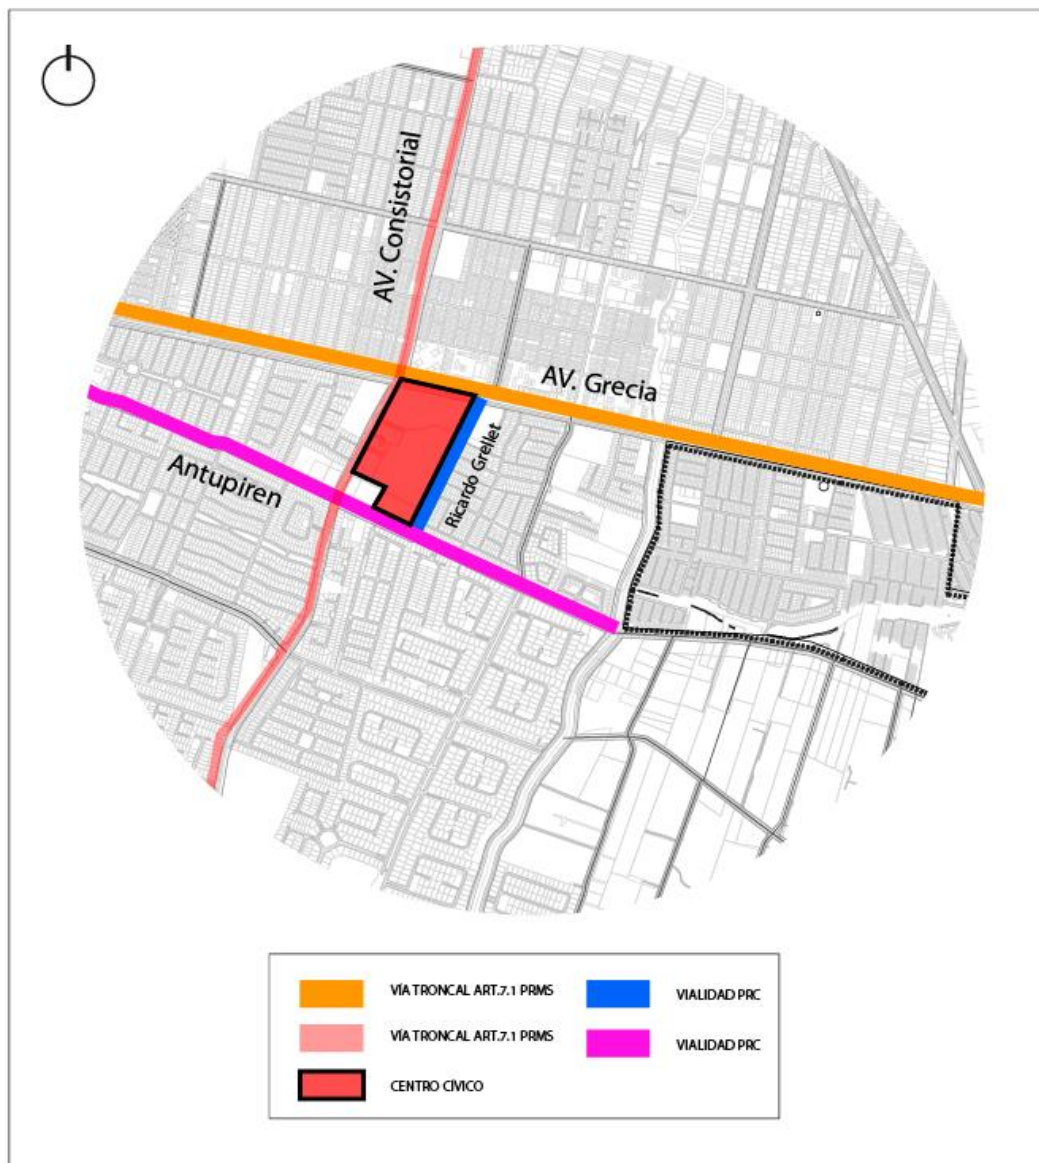 AV. Consistorial
AV. Grecia
Antupiren
Ricardo Grellet
VÍA TRONCAL ART.7.1 PRMS
VIALIDAD PRC
VÍA TRONCAL ART.7.1 PRMS
VIALIDAD PRC
CENTRO CÍVICO